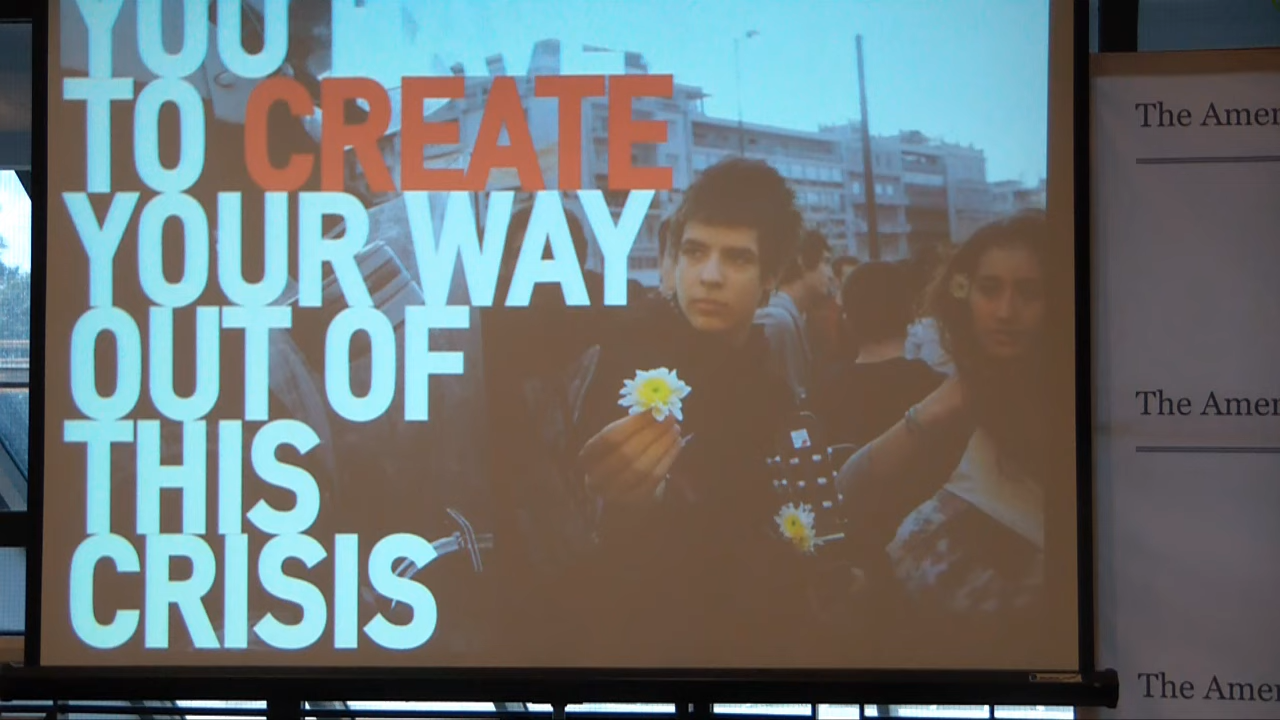 YOU
TO CREATE
YOUR WAY
OUT OF
THIS
CRISIS
The Amer
The Amer
The Amer